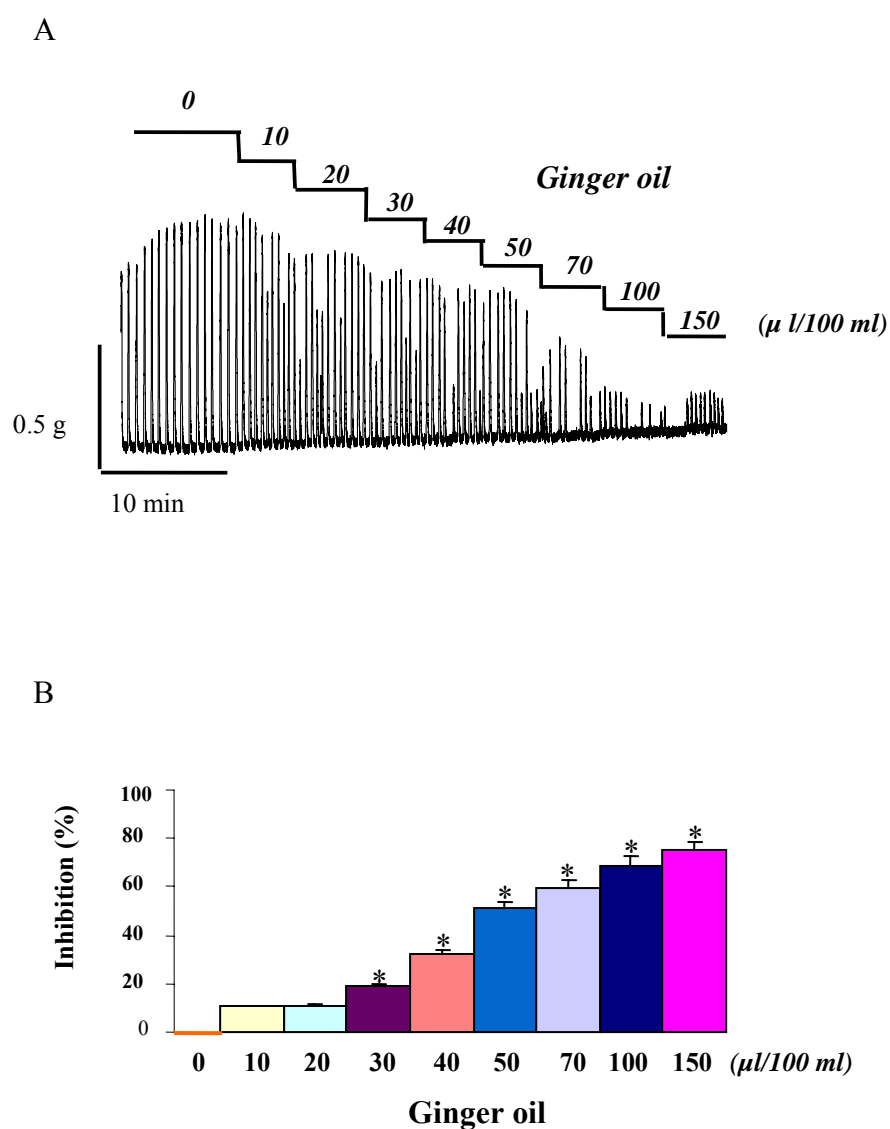 A
0
10
20
Ginger oil
30
40
50
70
100
150
(µ l/100 ml)
0.5 g
10 min
B
100
80
60
40
20
0
Inhibition (%)
* * * * * * *
0 10 20 30 40 50 70 100 150 (µl/100 ml)
Ginger oil